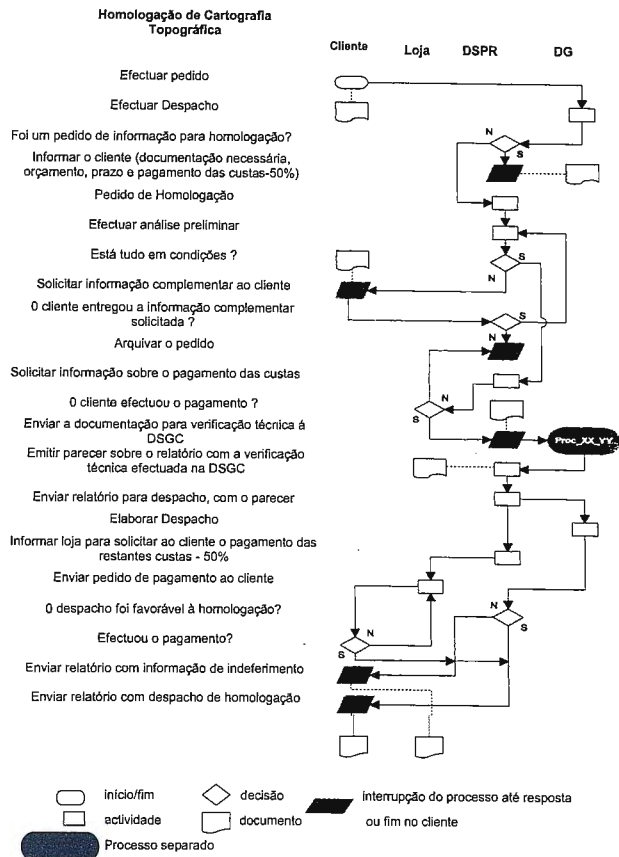 Homologação de Cartografia
Topográfica
Cliente
Loja
DSPR
DG
Efectuar pedido
Efectuar Despacho
Foi um pedido de informação para homologação?
N
S
Informar o cliente (documentação necessária,
orçamento, prazo e pagamento das custas-50%)
Pedido de Homologação
Efectuar análise preliminar
Está tudo em condições ?
S
N
Solicitar informação complementar ao cliente
0 cliente entregou a informação complementar
solicitada ?
S
N
Arquivar o pedido
Solicitar informação sobre o pagamento das custas
0 cliente efectuou o pagamento ?
N
S
Enviar a documentação para verificação técnica á
DSGC
Proc_XX_YY
Emitir parecer sobre o relatório com a verificação
técnica efectuada na DSGC
Enviar relatório para despacho, com o parecer
Elaborar Despacho
Informar loja para solicitar ao cliente o pagamento das
restantes custas - 50%
Enviar pedido de pagamento ao cliente
0 despacho foi favorável à homologação?
N
S
Efectuou o pagamento?
N
S
Enviar relatório com informação de indeferimento
Enviar relatório com despacho de homologação
início/fim
decisão
interrupção do processo até resposta
ou fim no cliente
actividade
documento
Processo separado